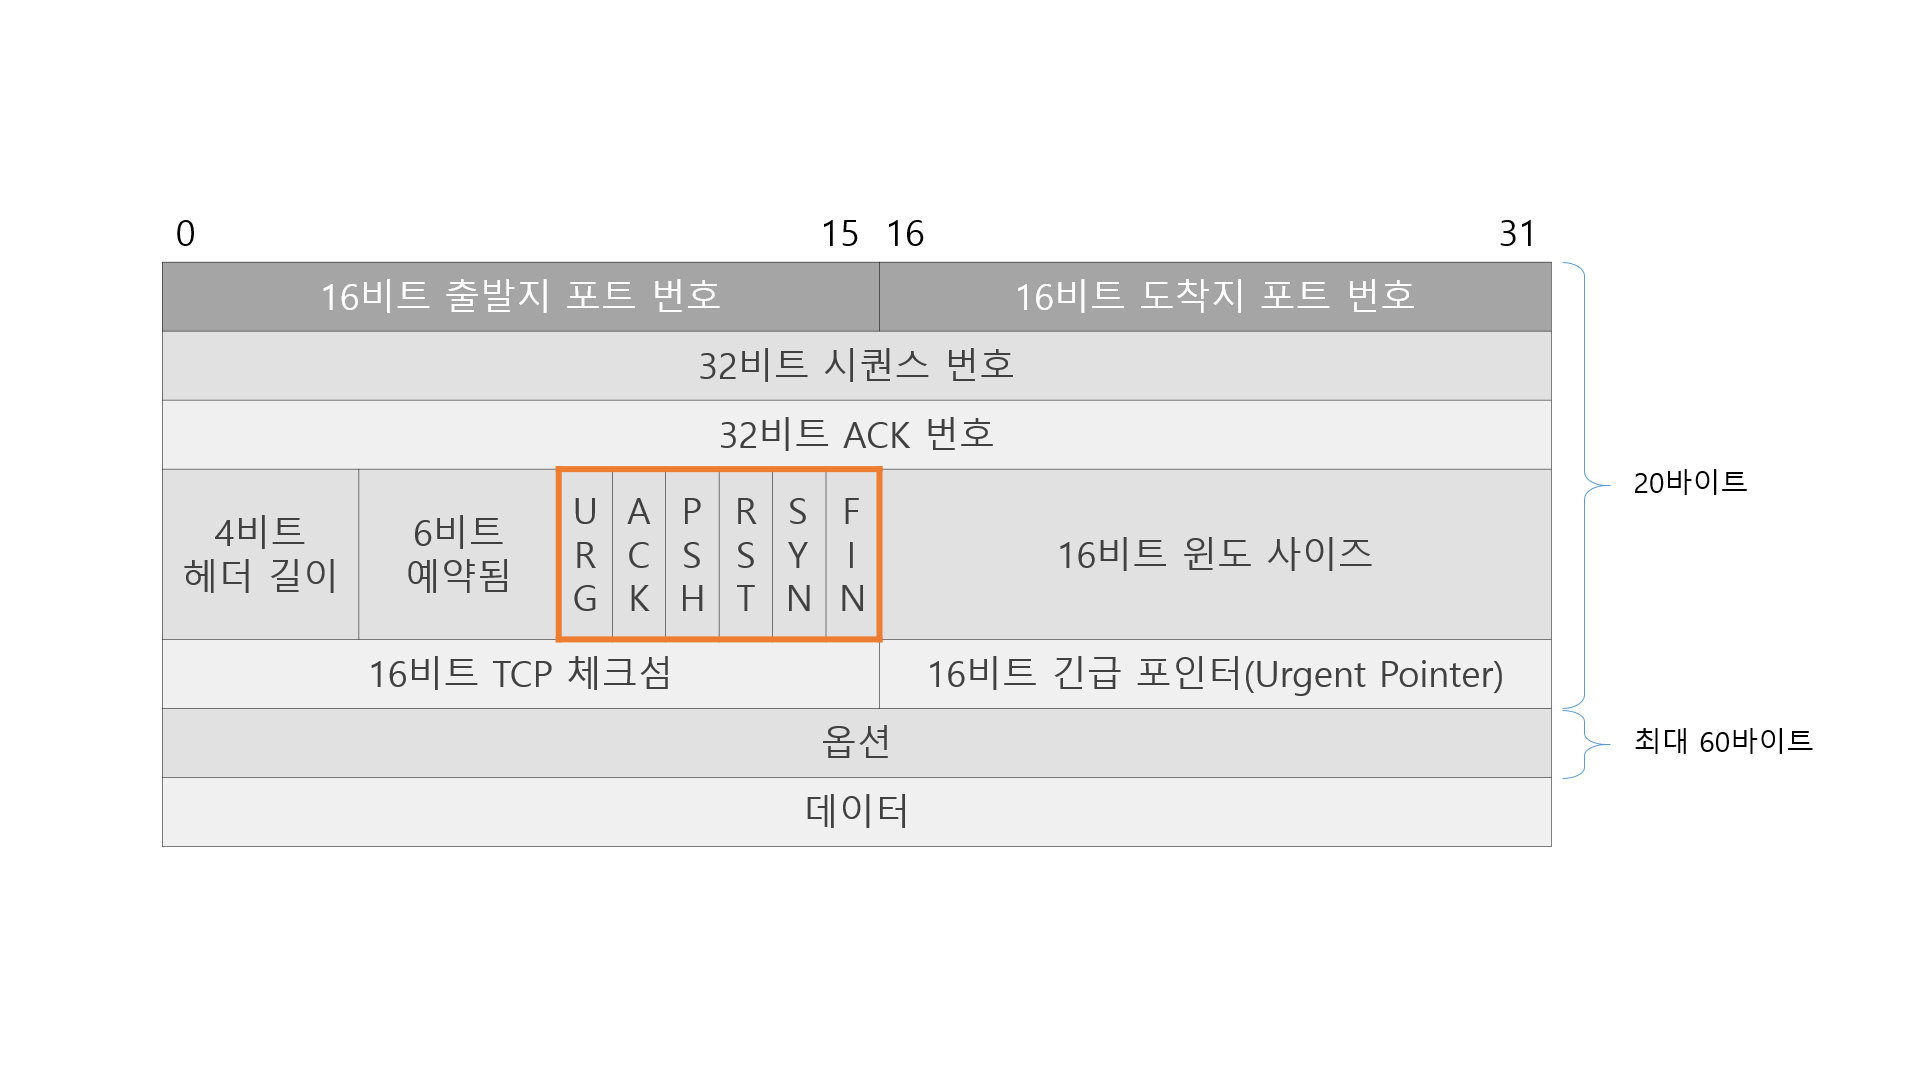 0 15 16 31
16비트 출발지 포트 번호 16비트 도착지 포트 번호
32비트 시퀀스 번호
32비트 ACK 번호
4비트
헤더 길이
6비트
예약됨
URG
ACK
PSH
RST
SYN
FIN
16비트 윈도 사이즈
20바이트
16비트 TCP 체크섬 16비트 긴급 포인터(Urgent Pointer)
옵션
최대 60바이트
데이터